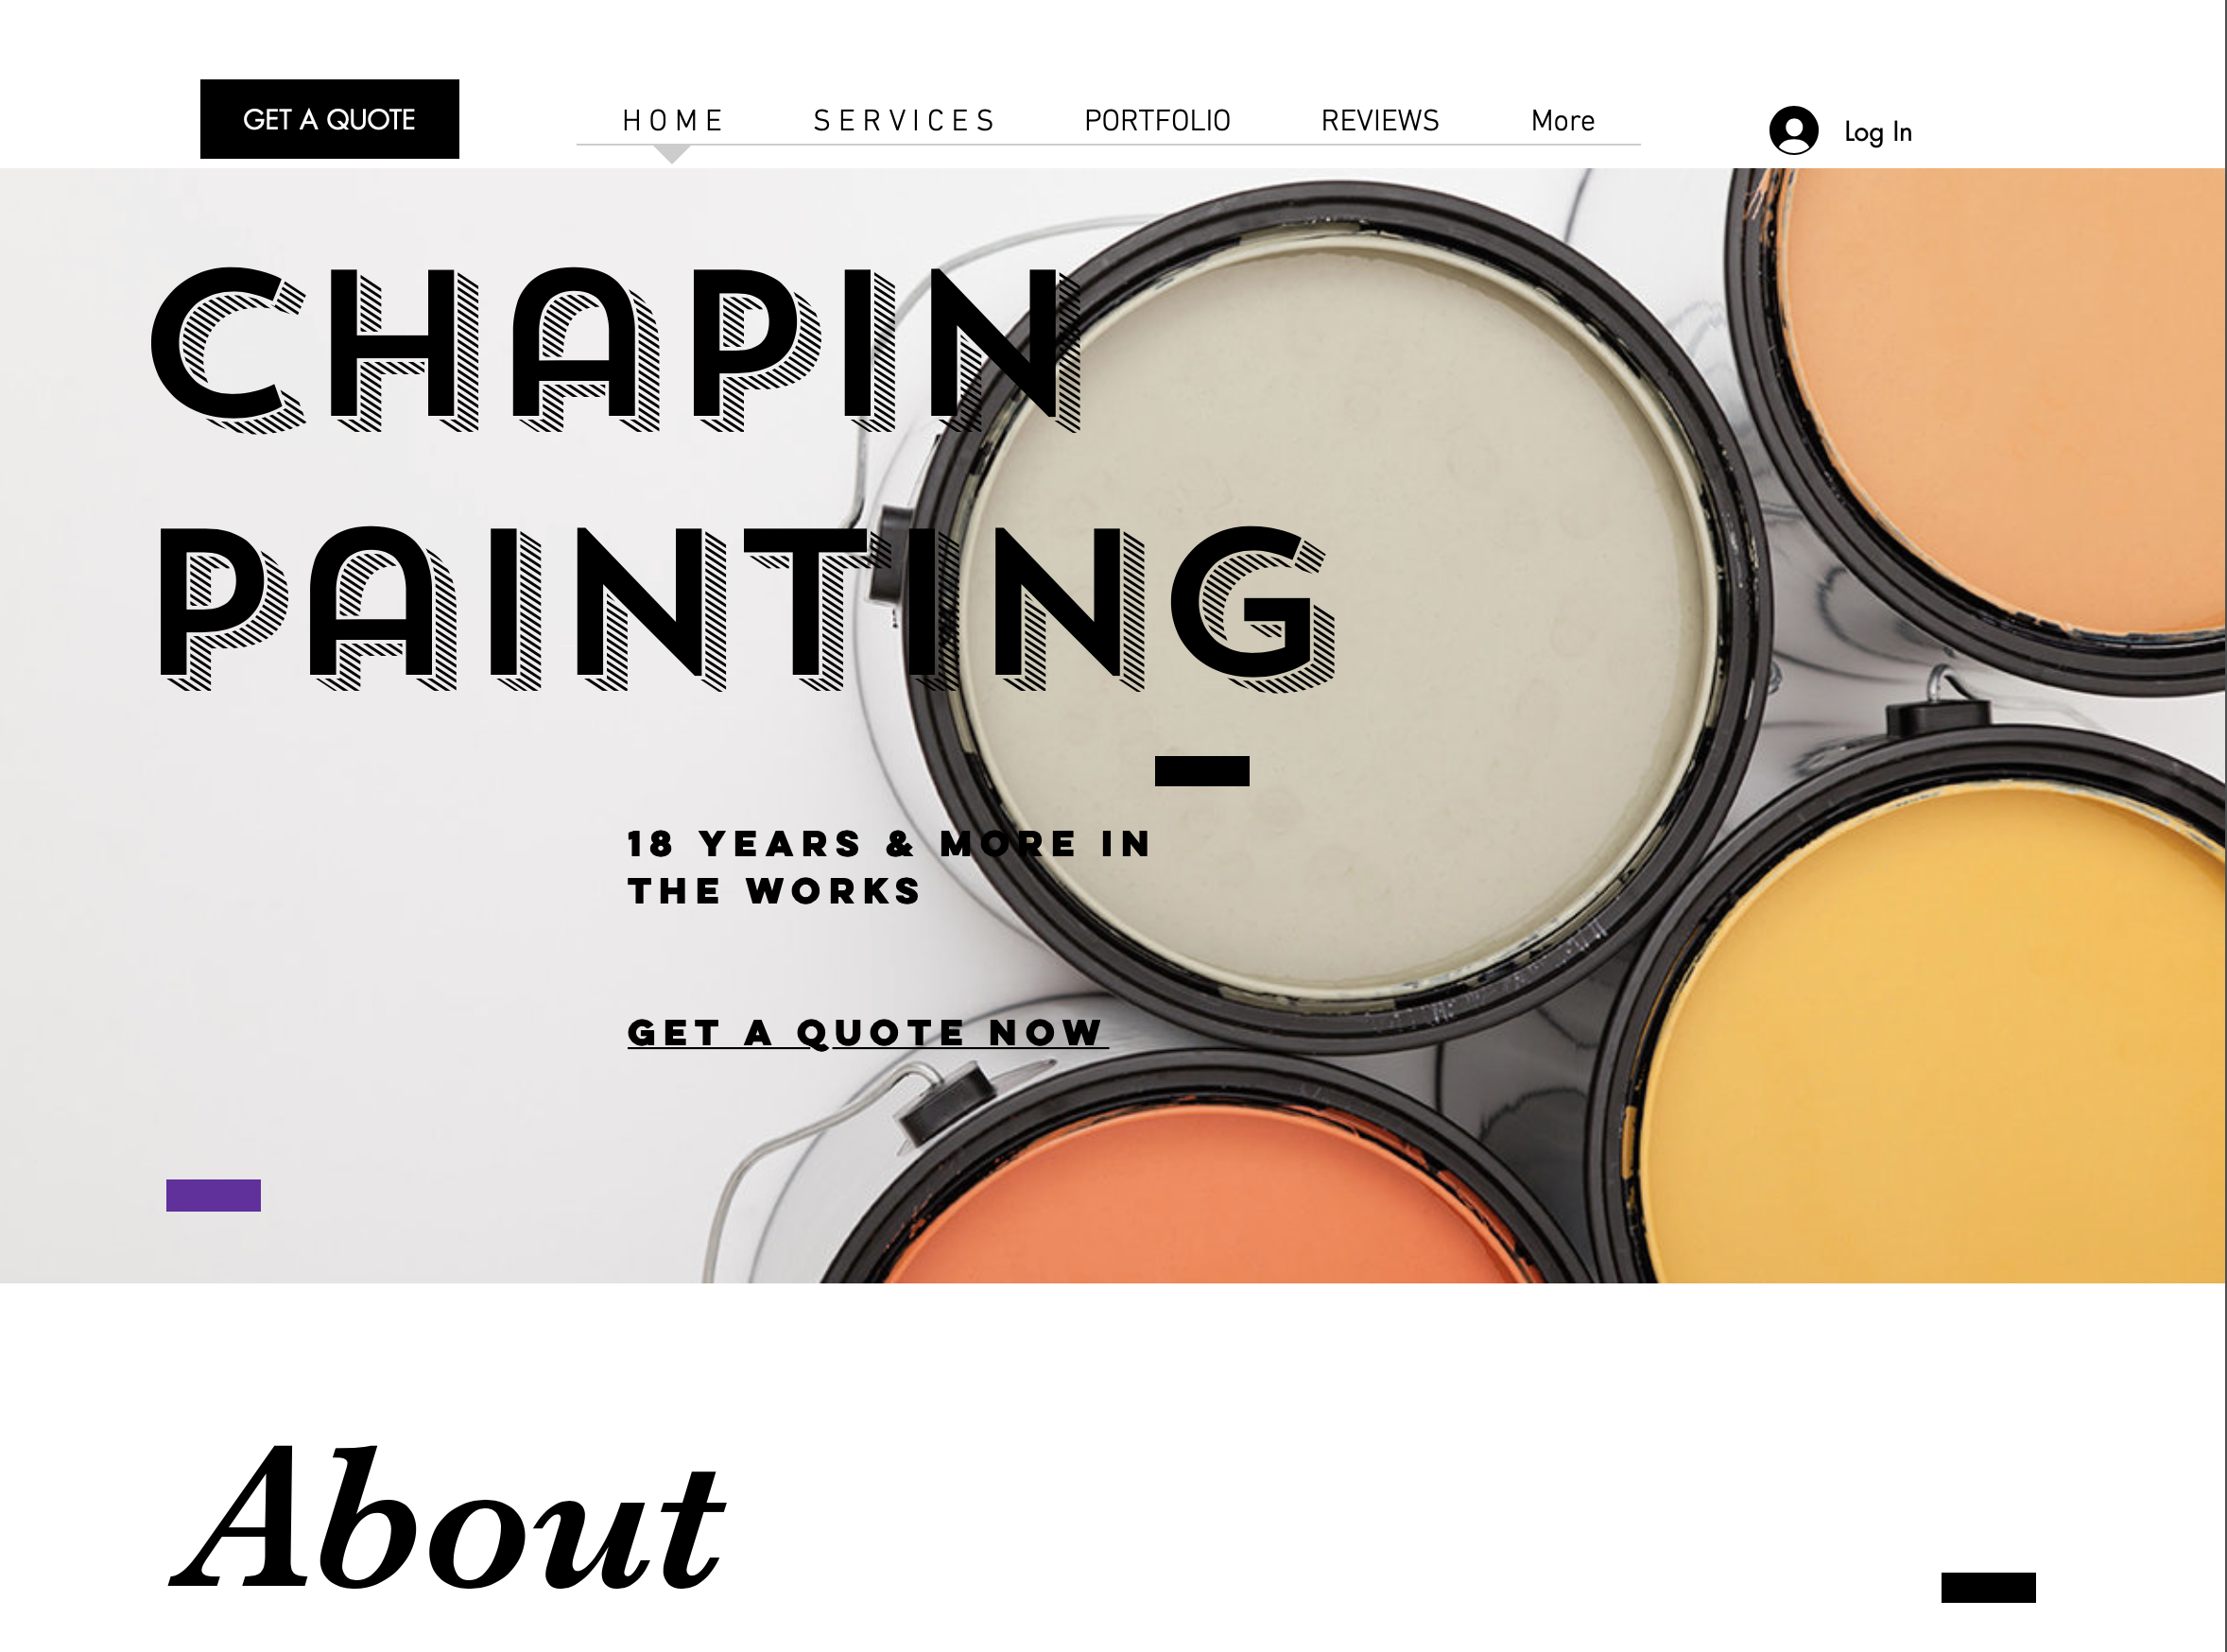 GET A QUOTE
HOME SERVICES PORTFOLIO REVIEWS More
Log In
CHAPIN
PAINTING
18 YEARS & MORE IN
THE WORKS
GET A QUOTE NOW
About